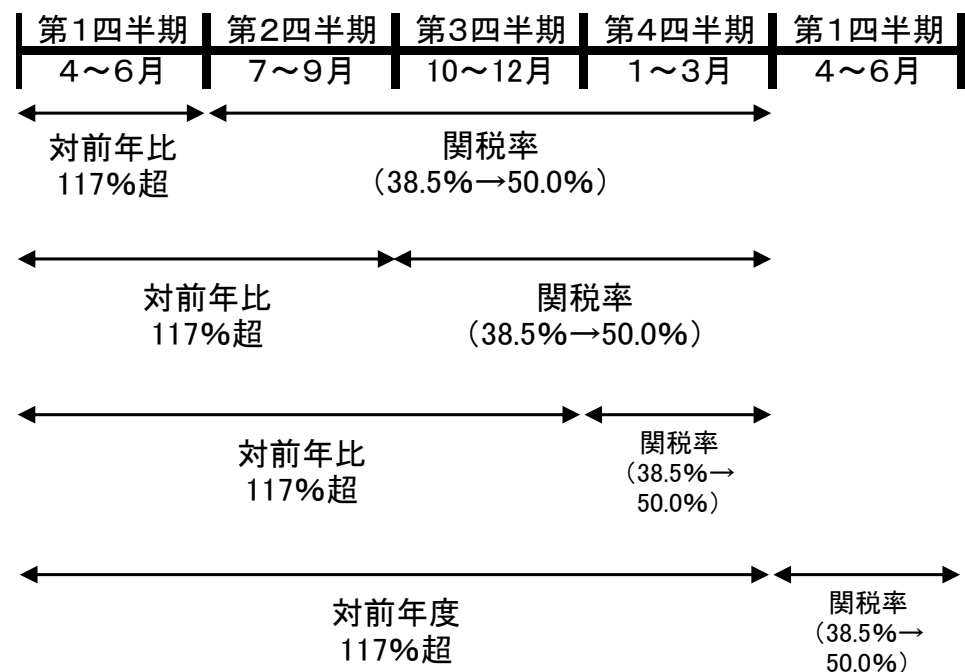 第1四半期 第2四半期 第3四半期 第4四半期 第1四半期
4～6月 7～9月 10～12月 1～3月 4～6月
対前年比 関税率
117%超 （38.5%→50.0%）
対前年比 関税率
117%超 （38.5%→50.0%）
対前年比
117%超
関税率
（38.5%→
50.0%）
対前年度
117%超
関税率
（38.5%→
50.0%）